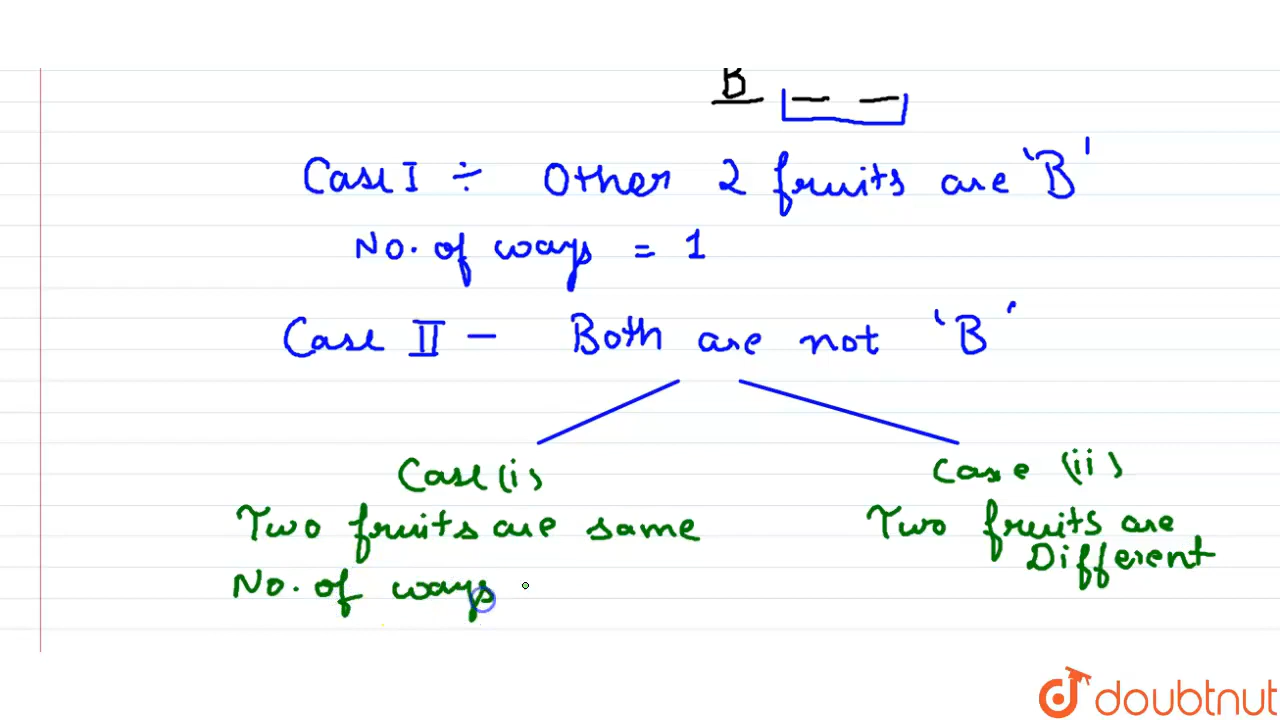 B
Case I ÷ Other 2 fruits are 'B'
No. of ways = 1
Case II - Both are not 'B'
Case (i)
Two fruits are same
No. of ways
Case (ii)
Two fruits are
Different
doubtnut